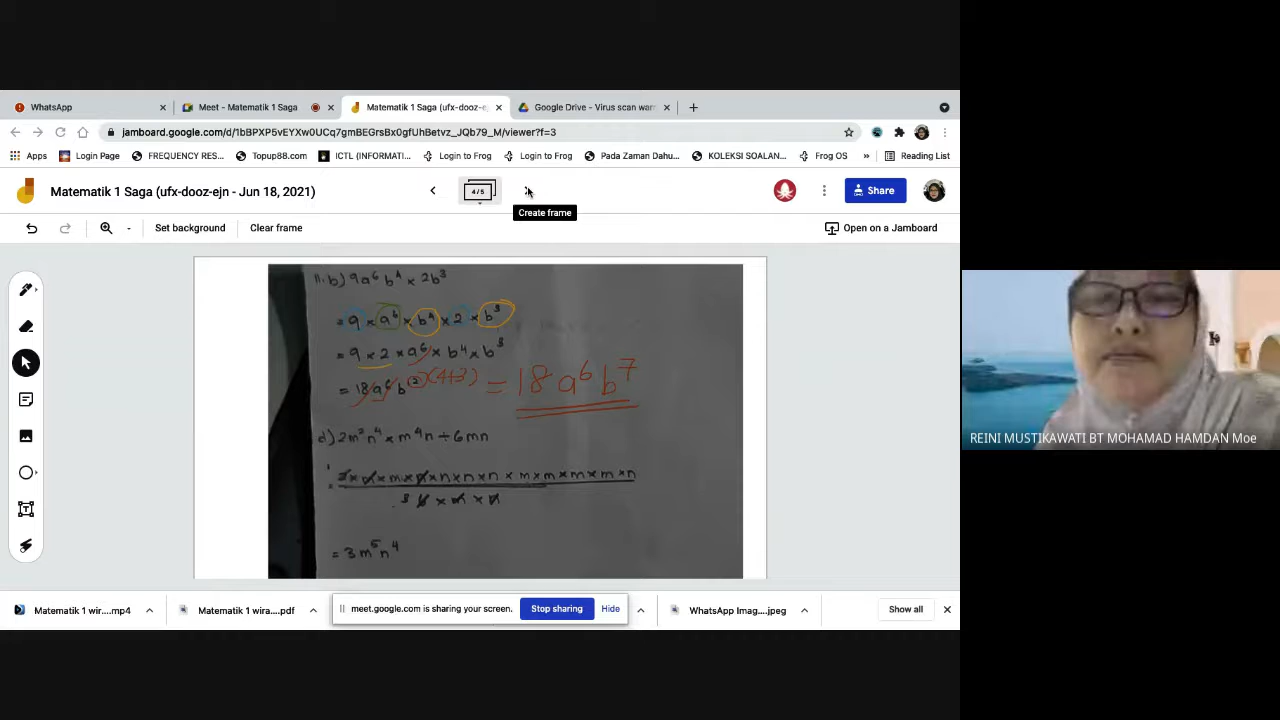 WhatsApp
Meet - Matematik 1 Saga
Matematik 1 Saga (ufx-dooz-e
Google Drive - Virus scan war
jamboard.google.com/d/1bBPXP5vEYXw0UCq7gmBEGrsBx0gfUhBetvz_JQb79_M/viewer?f=3
Apps Login Page FREQUENCY RES... Topup88.com ICTL (INFORMATI... Login to Frog Login to Frog Pada Zaman Dahu... KOLEKSI SOALAN... Frog OS » Reading List
Matematik 1 Saga (ufx-dooz-ejn - Jun 18, 2021)
4/5
Share
Create frame
Set background Clear frame Open on a Jamboard
11. b) 9a⁶b⁴ × 2b³
= 9 × a⁶ × b⁴ × 2 × b³
= 9 × 2 × a⁶ × b⁴ × b³
= 18a⁶b¹² (4+3) = 18a⁶b⁷
d) 2m²n⁴ × m⁴n ÷ 6mn
× m × n × n × n × n × m × m × m × m × n
3 6 × m × n
= 3m⁵n⁴
REINI MUSTIKAWATI BT MOHAMAD HAMDAN Moe
Matematik 1 wir....mp4
Matematik 1 wira....pdf
meet.google.com is sharing your screen. Stop sharing Hide
WhatsApp Imag....jpeg
Show all